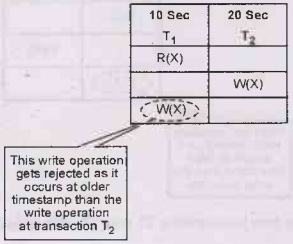 10 Sec 20 Sec
T₁ T₂
R(X)
W(X)
W(X)
This write operation
gets rejected as it
occurs at older
timestamp than the
write operation
at transaction T₂